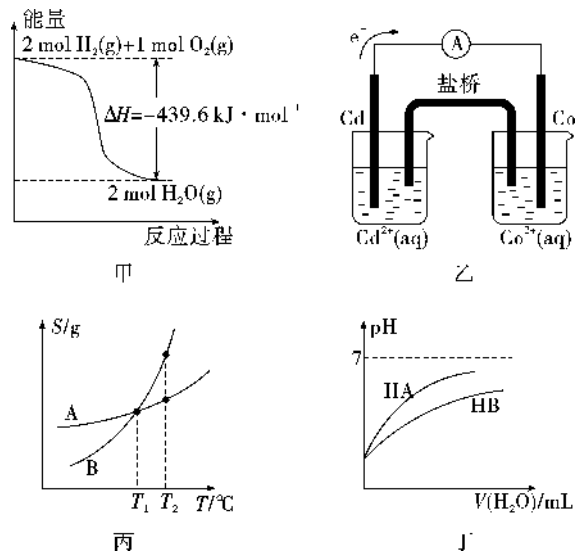 能量
2 mol H₂(g)+1 mol O₂(g)
ΔH=−439.6 kJ·mol⁻¹
2 mol H₂O(g)
反应过程
甲
e⁻
A
盐桥
Cd
Co
Cd²⁺(aq)
Co²⁺(aq)
乙
S/g
A
B
T₁
T₂
T/℃
丙
pH
7
HA
HB
V(H₂O)/mL
丁